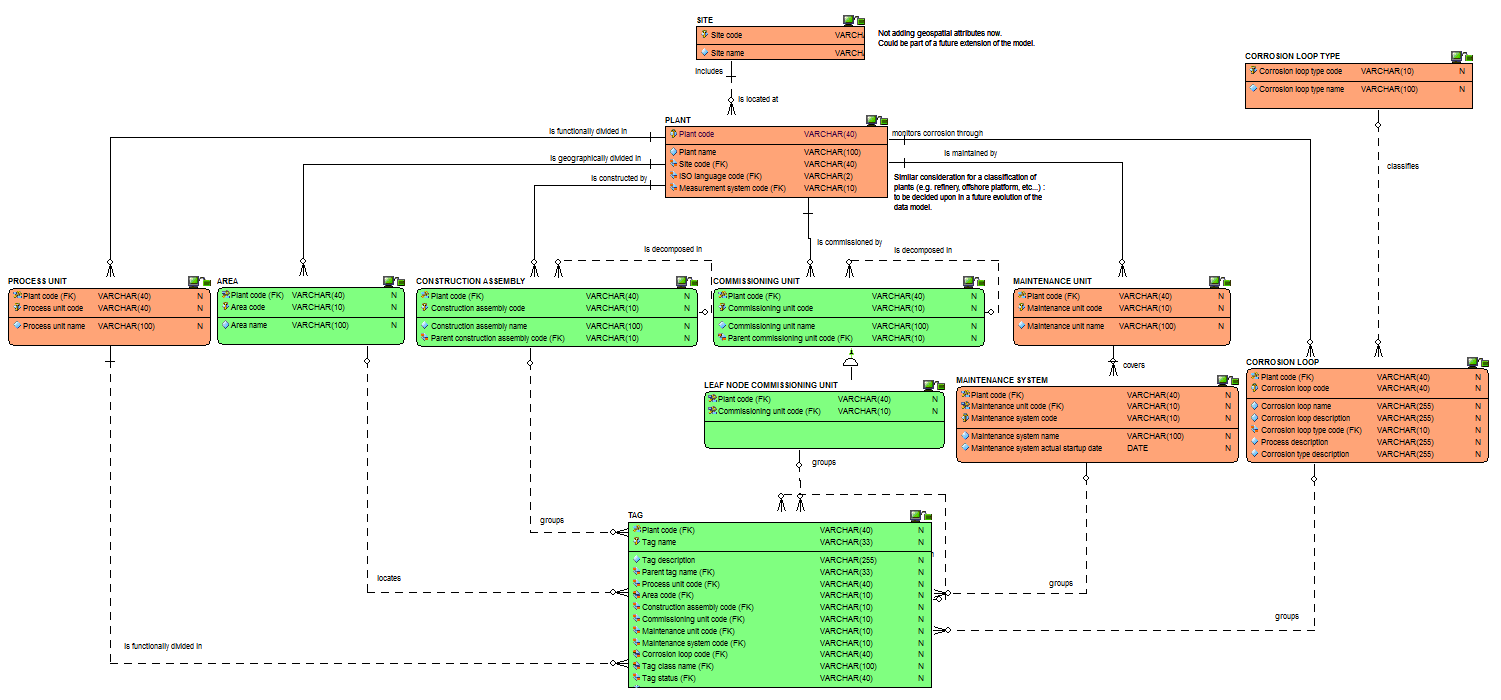 SITE
Site code VARCH
Site name VARCH
Not adding geospatial attributes now.
Could be part of a future extension of the model.
includes
Is located at
CORROSION LOOP TYPE
Corrosion loop type code VARCHAR(10) N
Corrosion loop type name VARCHAR(100) N
classifies
PLANT
Plant code VARCHAR(40)
Plant name VARCHAR(100)
Site code (FK) VARCHAR(40)
ISO language code (FK) VARCHAR(2)
Measurement system code (FK) VARCHAR(10)
Is functionally divided in
Is geographically divided in
Is constructed by
monitors corrosion through
Is maintained by
Similar consideration for a classification of
plants (e.g. refinery, offshore platform, etc...) :
to be decided upon in a future evolution of the
data model.
Is commissioned by
Is decomposed in
Is decomposed in
PROCESS UNIT
Plant code (FK) VARCHAR(40) N
Process unit code VARCHAR(40) N
Process unit name VARCHAR(100) N
AREA
Plant code (FK) VARCHAR(40) N
Area code VARCHAR(10) N
Area name VARCHAR(100) N
CONSTRUCTION ASSEMBLY
Plant code (FK) VARCHAR(40) N
Construction assembly code VARCHAR(10) N
Construction assembly name VARCHAR(100) N
Parent construction assembly code (FK) VARCHAR(10) N
COMMISSIONING UNIT
Plant code (FK) VARCHAR(40) N
Commissioning unit code VARCHAR(10) N
Commissioning unit name VARCHAR(100) N
Parent commissioning unit code (FK) VARCHAR(10) N
MAINTENANCE UNIT
Plant code (FK) VARCHAR(40) N
Maintenance unit code VARCHAR(10) N
Maintenance unit name VARCHAR(100) N
covers
CORROSION LOOP
Plant code (FK) VARCHAR(40) N
Corrosion loop code VARCHAR(40) N
Corrosion loop name VARCHAR(255) N
Corrosion loop description VARCHAR(255) N
Corrosion loop type code (FK) VARCHAR(10) N
Process description VARCHAR(255) N
Corrosion type description VARCHAR(255) N
LEAF NODE COMMISSIONING UNIT
Plant code (FK) VARCHAR(40) N
Commissioning unit code (FK) VARCHAR(10) N
MAINTENANCE SYSTEM
Plant code (FK) VARCHAR(40) N
Maintenance unit code (FK) VARCHAR(10) N
Maintenance system code VARCHAR(10) N
Maintenance system name VARCHAR(100) N
Maintenance system actual startup date DATE N
groups
groups
locates
Is functionally divided in
groups
groups
TAG
Plant code (FK) VARCHAR(40) N
Tag name VARCHAR(33) N
Tag description VARCHAR(255) N
Parent tag name (FK) VARCHAR(33) N
Process unit code (FK) VARCHAR(40) N
Area code (FK) VARCHAR(10) N
Construction assembly code (FK) VARCHAR(10) N
Commissioning unit code (FK) VARCHAR(10) N
Maintenance unit code (FK) VARCHAR(10) N
Maintenance system code (FK) VARCHAR(10) N
Corrosion loop code (FK) VARCHAR(40) N
Tag class name (FK) VARCHAR(100) N
Tag status (FK) VARCHAR(40) N